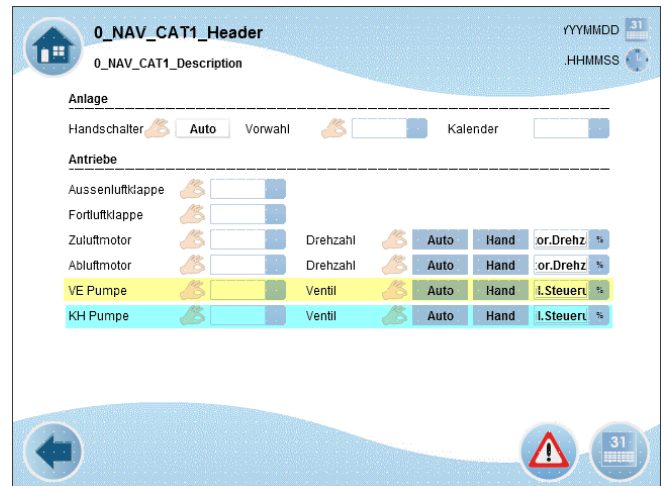 0_NAV_CAT1_Header YYYMMDD 31
0_NAV_CAT1_Description .HHMMSS
Anlage
Handschalter Auto Vorwahl Kalender
Antriebe
Aussenluftklappe
Fortluftklappe
Zuluftmotor Drehzahl Auto Hand or.Drehz %
Abluftmotor Drehzahl Auto Hand or.Drehz %
VE Pumpe Ventil Auto Hand l.Steueru %
KH Pumpe Ventil Auto Hand l.Steueru %
31